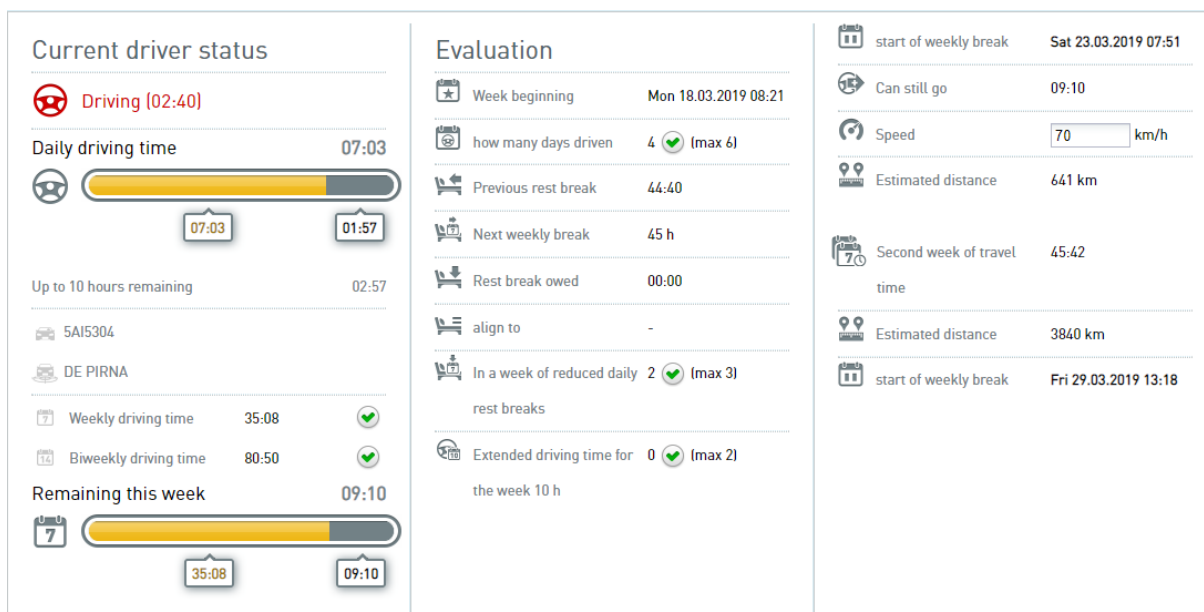 Current driver status
Driving (02:40)
Daily driving time 07:03
07:03 01:57
Up to 10 hours remaining 02:57
5AI5304
DE PIRNA
7 Weekly driving time 35:08
14 Biweekly driving time 80:50
Remaining this week 09:10
7
35:08 09:10
Evaluation
Week beginning Mon 18.03.2019 08:21
how many days driven 4 (max 6)
Previous rest break 44:40
7 Next weekly break 45 h
Rest break owed 00:00
align to -
7 In a week of reduced daily 2 (max 3)
rest breaks
10 Extended driving time for 0 (max 2)
the week 10 h
start of weekly break Sat 23.03.2019 07:51
Can still go 09:10
Speed 70 km/h
Estimated distance 641 km
7 Second week of travel 45:42
time
Estimated distance 3840 km
start of weekly break Fri 29.03.2019 13:18